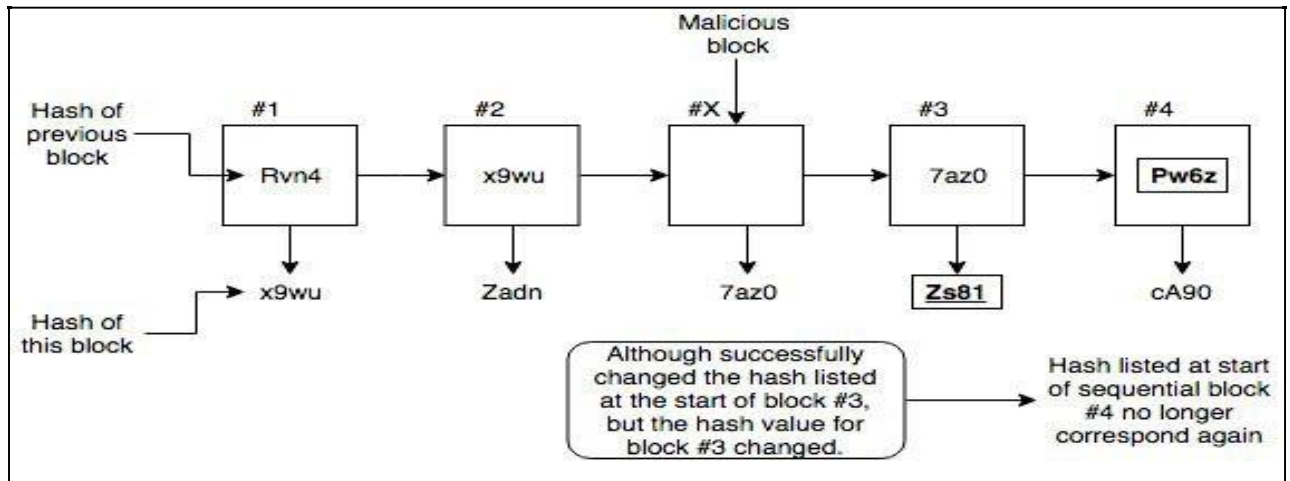 Malicious
block
Hash of
previous
block
#1
#2
#X
#3
#4
Rvn4
x9wu
7az0
Pw6z
x9wu
Zadn
7az0
Zs81
cA90
Hash of
this block
Although successfully
changed the hash listed
at the start of block #3,
but the hash value for
block #3 changed.
Hash listed at start
of sequential block
#4 no longer
correspond again